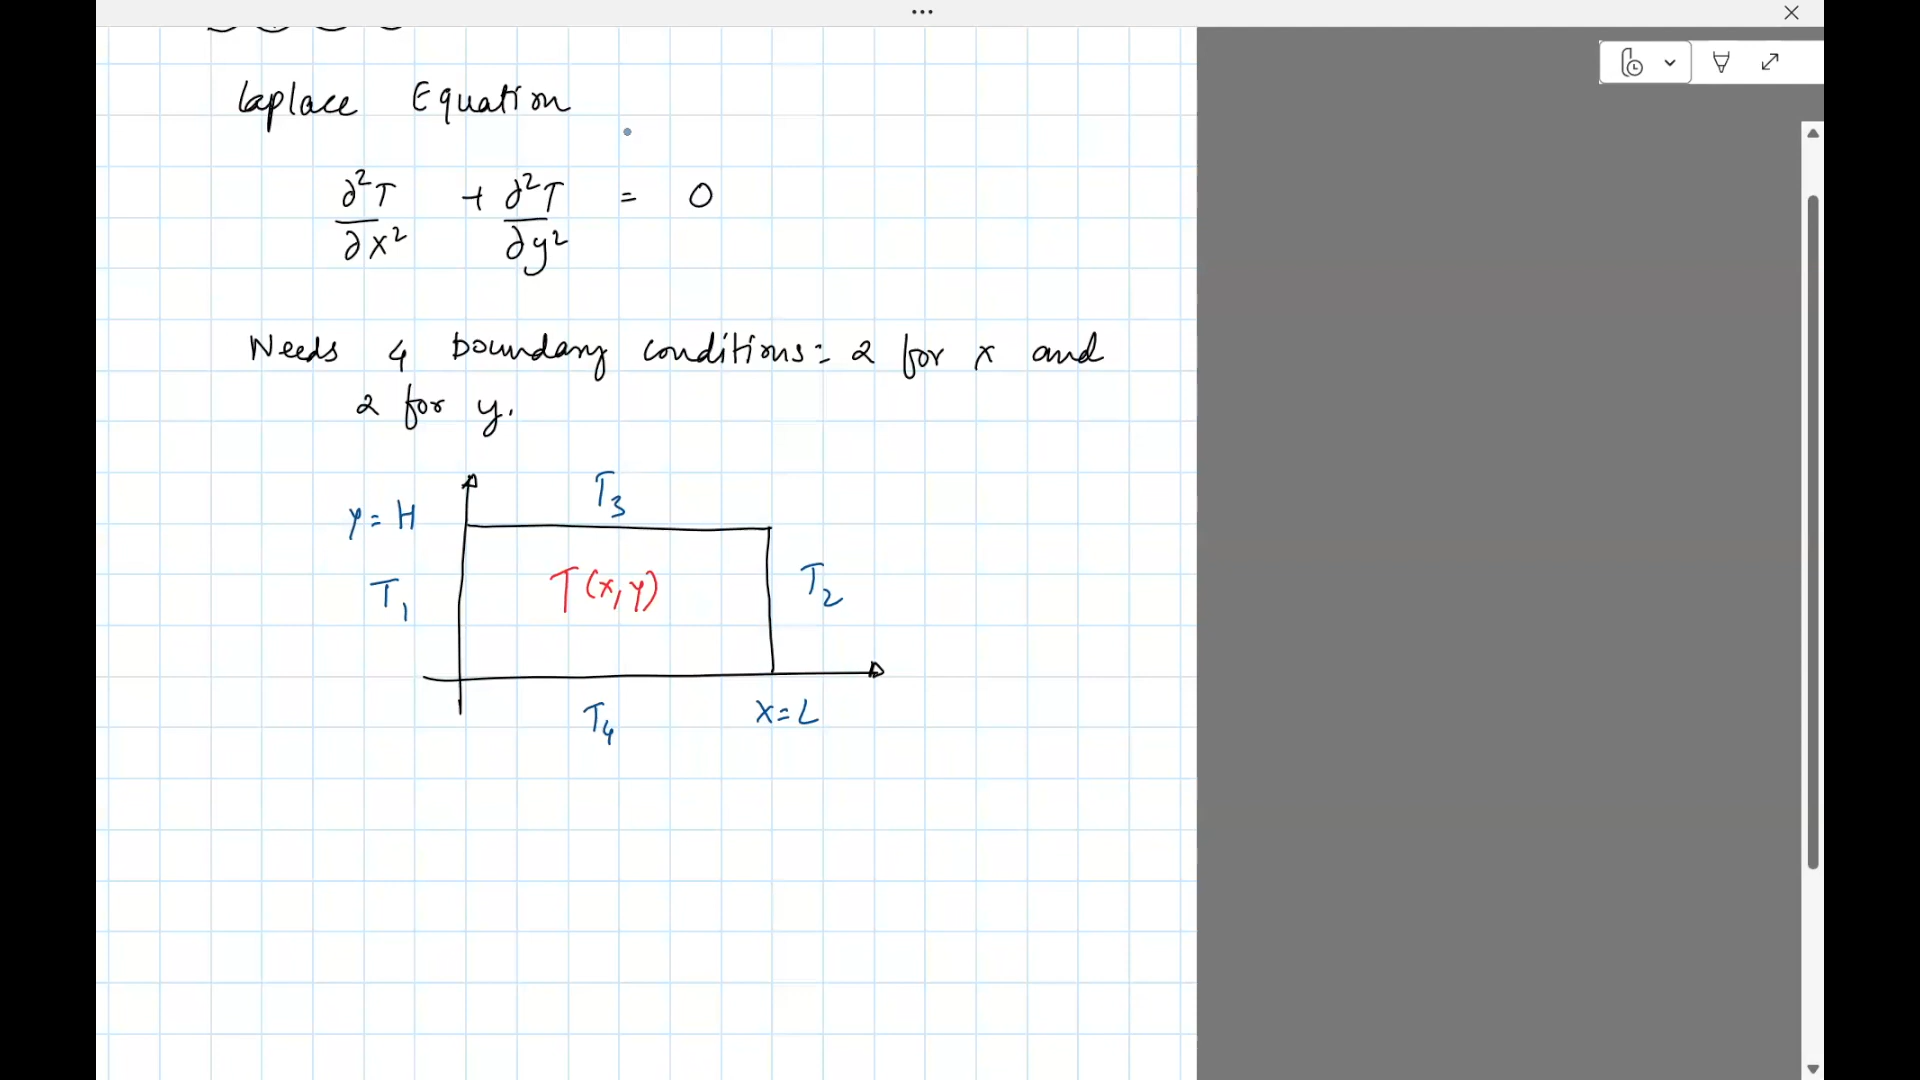 Laplace Equation
∂²T/∂x² + ∂²T/∂y² = 0
Needs 4 boundary conditions: 2 for x and
2 for y.
T₃
y = H
T₁
T(x,y)
T₂
T₄
x = L